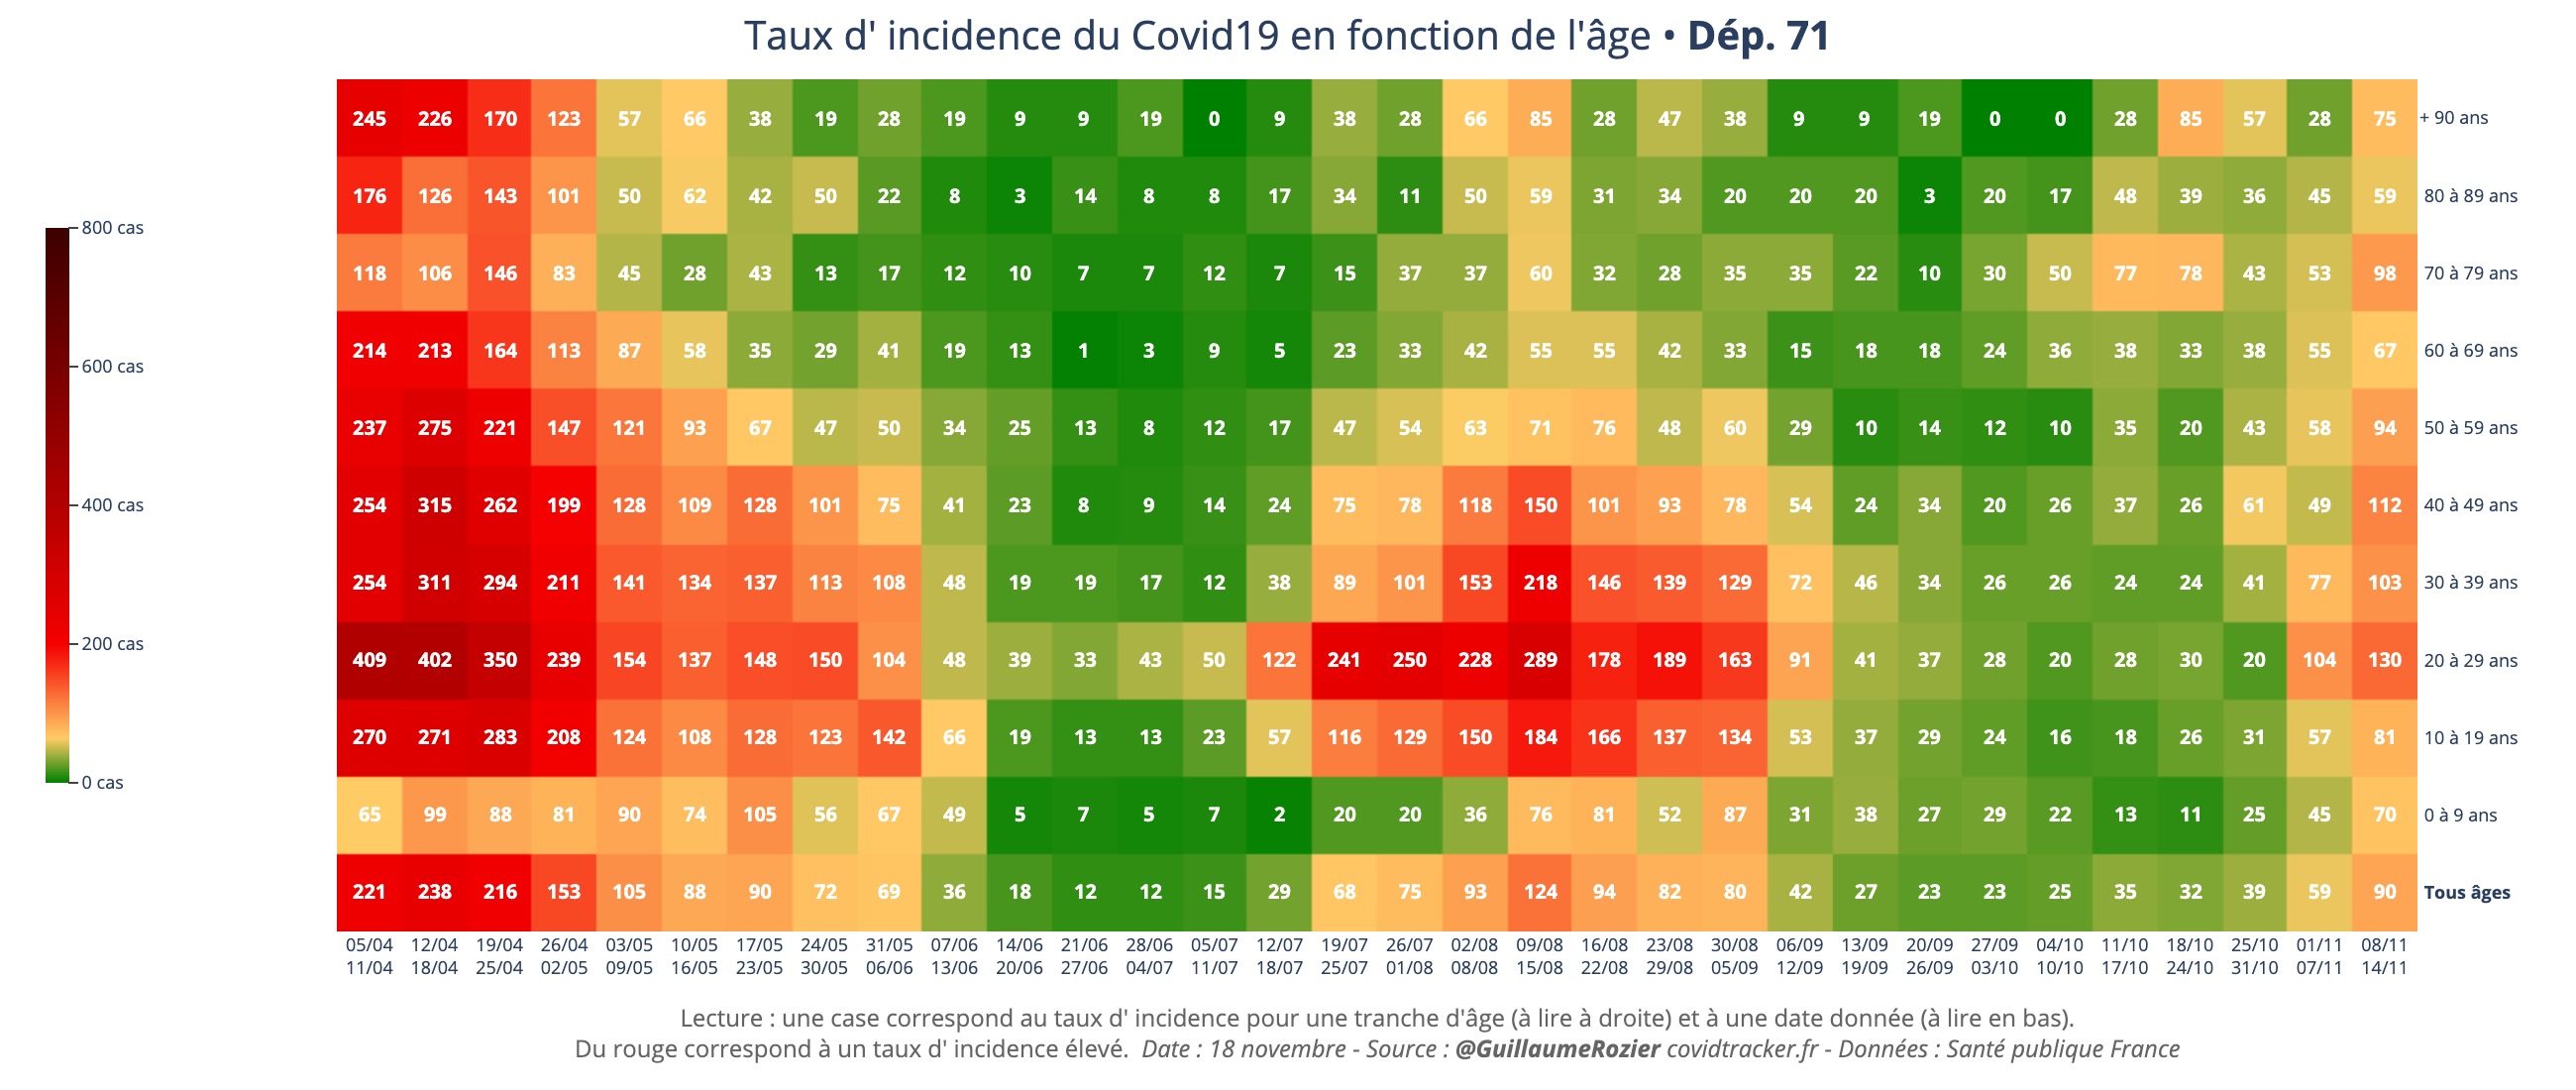 Taux d' incidence du Covid19 en fonction de l'âge • Dép. 71
800 cas
600 cas
400 cas
200 cas
0 cas
245 226 170 123 57 66 38 19 28 19 9 9 19 0 9 38 28 66 85 28 47 38 9 9 19 0 0 28 85 57 28 75 + 90 ans
176 126 143 101 50 62 42 50 22 8 3 14 8 8 17 34 11 50 59 31 34 20 20 20 3 20 17 48 39 36 45 59 80 à 89 ans
118 106 146 83 45 28 43 13 17 12 10 7 7 12 7 15 37 37 60 32 28 35 35 22 10 30 50 77 78 43 53 98 70 à 79 ans
214 213 164 113 87 58 35 29 41 19 13 1 3 9 5 23 33 42 55 55 42 33 15 18 18 24 36 38 33 38 55 67 60 à 69 ans
237 275 221 147 121 93 67 47 50 34 25 13 8 12 17 47 54 63 71 76 48 60 29 10 14 12 10 35 20 43 58 94 50 à 59 ans
254 315 262 199 128 109 128 101 75 41 23 8 9 14 24 75 78 118 150 101 93 78 54 24 34 20 26 37 26 61 49 112 40 à 49 ans
254 311 294 211 141 134 137 113 108 48 19 19 17 12 38 89 101 153 218 146 139 129 72 46 34 26 26 24 24 41 77 103 30 à 39 ans
409 402 350 239 154 137 148 150 104 48 39 33 43 50 122 241 250 228 289 178 189 163 91 41 37 28 20 28 30 20 104 130 20 à 29 ans
270 271 283 208 124 108 128 123 142 66 19 13 13 23 57 116 129 150 184 166 137 134 53 37 29 24 16 18 26 31 57 81 10 à 19 ans
65 99 88 81 90 74 105 56 67 49 5 7 5 7 2 20 20 36 76 81 52 87 31 38 27 29 22 13 11 25 45 70 0 à 9 ans
221 238 216 153 105 88 90 72 69 36 18 12 12 15 29 68 75 93 124 94 82 80 42 27 23 23 25 35 32 39 59 90 Tous âges
05/04 12/04 19/04 26/04 03/05 10/05 17/05 24/05 31/05 07/06 14/06 21/06 28/06 05/07 12/07 19/07 26/07 02/08 09/08 16/08 23/08 30/08 06/09 13/09 20/09 27/09 04/10 11/10 18/10 25/10 01/11 08/11
11/04 18/04 25/04 02/05 09/05 16/05 23/05 30/05 06/06 13/06 20/06 27/06 04/07 11/07 18/07 25/07 01/08 08/08 15/08 22/08 29/08 05/09 12/09 19/09 26/09 03/10 10/10 17/10 24/10 31/10 07/11 14/11
Lecture : une case correspond au taux d' incidence pour une tranche d'âge (à lire à droite) et à une date donnée (à lire en bas).
Du rouge correspond à un taux d' incidence élevé. Date : 18 novembre - Source : @GuillaumeRozier covidtracker.fr - Données : Santé publique France